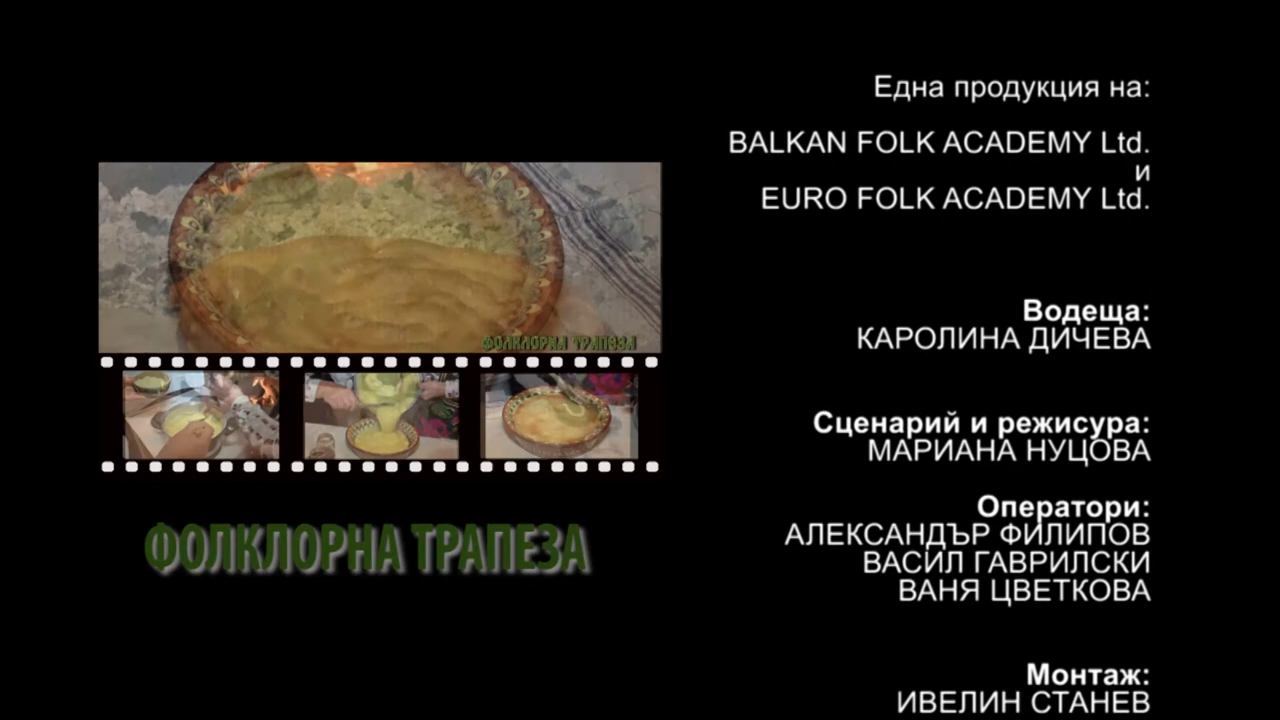 Една продукция на:
BALKAN FOLK ACADEMY Ltd.
и
EURO FOLK ACADEMY Ltd.
Водеща:
КАРОЛИНА ДИЧЕВА
Сценарий и режисура:
МАРИАНА НУЦОВА
Оператори:
АЛЕКСАНДЪР ФИЛИПОВ
ВАСИЛ ГАВРИЛСКИ
ВАНЯ ЦВЕТКОВА
Монтаж:
ИВЕЛИН СТАНЕВ
ФОЛКЛОРНА ТРАПЕЗА
ФОЛКЛОРНА ТРАПЕЗА